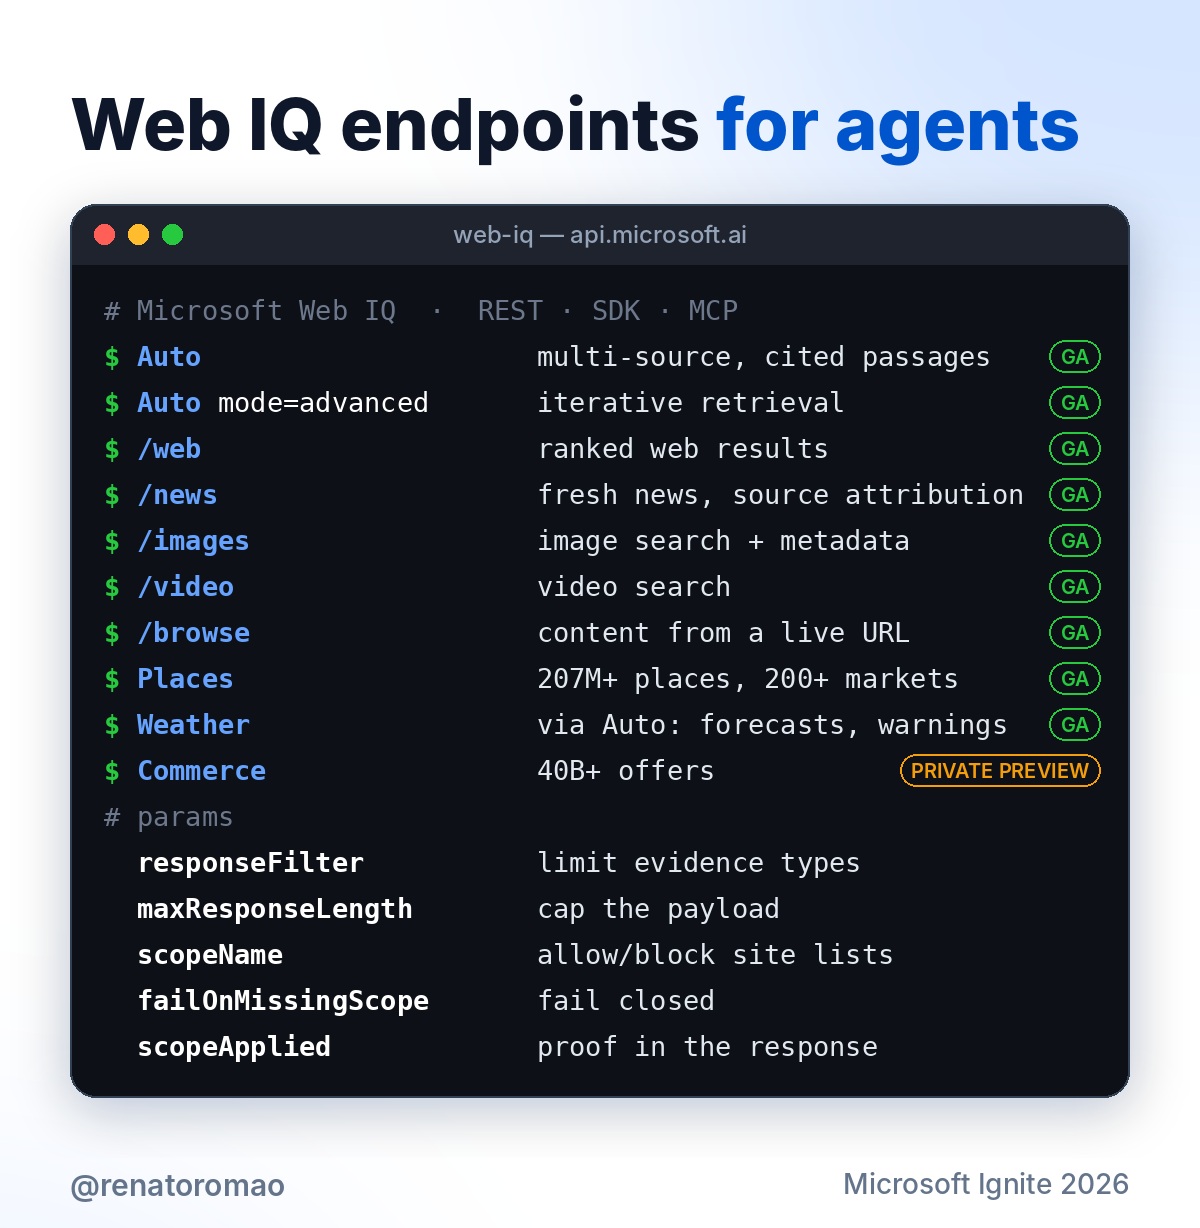 Web IQ endpoints for agents
web-iq — api.microsoft.ai
# Microsoft Web IQ · REST · SDK · MCP
$ Auto multi-source, cited passages GA
$ Auto mode=advanced iterative retrieval GA
$ /web ranked web results GA
$ /news fresh news, source attribution GA
$ /images image search + metadata GA
$ /video video search GA
$ /browse content from a live URL GA
$ Places 207M+ places, 200+ markets GA
$ Weather via Auto: forecasts, warnings GA
$ Commerce 40B+ offers PRIVATE PREVIEW
# params
responseFilter limit evidence types
maxResponseLength cap the payload
scopeName allow/block site lists
failOnMissingScope fail closed
scopeApplied proof in the response
@renatoromao Microsoft Ignite 2026